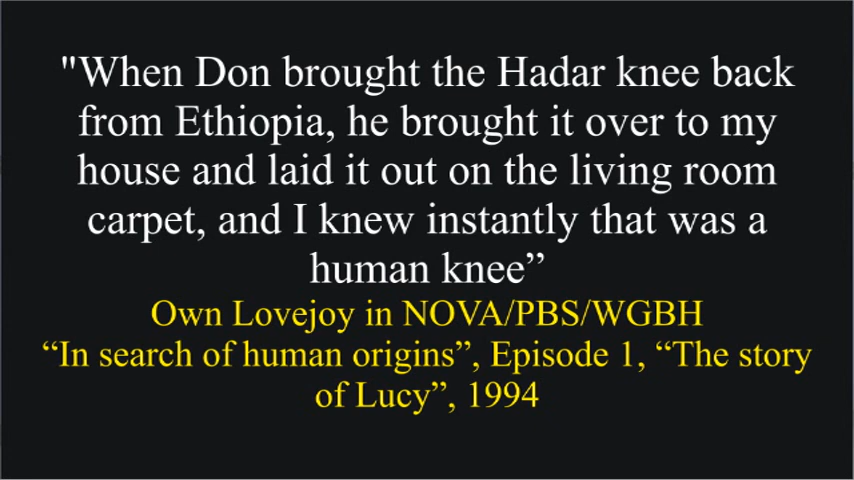 "When Don brought the Hadar knee back
from Ethiopia, he brought it over to my
house and laid it out on the living room
carpet, and I knew instantly that was a
human knee”
Own Lovejoy in NOVA/PBS/WGBH
“In search of human origins”, Episode 1, “The story
of Lucy”, 1994